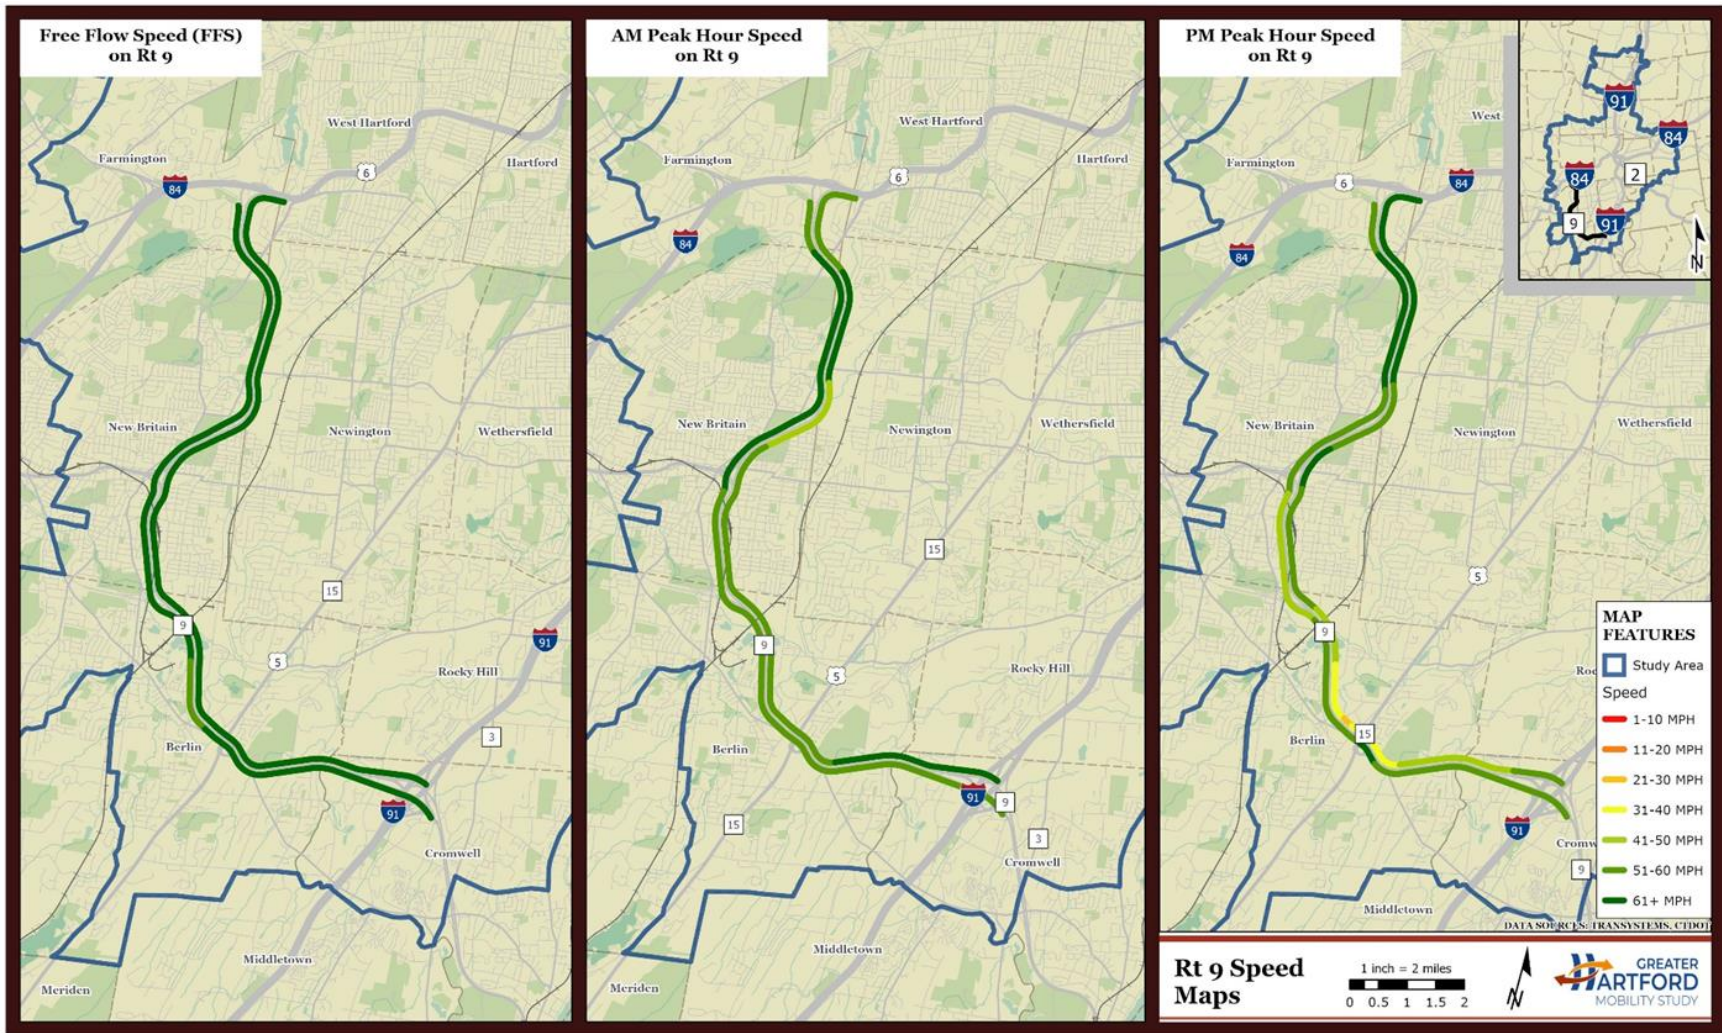 Free Flow Speed (FFS)
on Rt 9
West Hartford
Farmington
Hartford
6
84
New Britain
Newington
Wethersfield
15
9
91
5
Rocky Hill
3
Berlin
91
Cromwell
Middletown
Meriden
AM Peak Hour Speed
on Rt 9
West Hartford
Farmington
Hartford
6
84
New Britain
Newington
Wethersfield
15
9
Rocky Hill
5
Berlin
91
9
15
3
Cromwell
Middletown
Meriden
PM Peak Hour Speed
on Rt 9
West
Farmington
6
84
84
New Britain
Newington
Wethersfield
5
9
Roc
15
Berlin
91
Cromw
9
Middletown
91
84
84
2
9
91
N
MAP
FEATURES
Study Area
Speed
1-10 MPH
11-20 MPH
21-30 MPH
31-40 MPH
41-50 MPH
51-60 MPH
61+ MPH
DATA SOURCES: TRANSYSTEMS, CTDOT
Rt 9 Speed
Maps
1 inch = 2 miles
0 0.5 1 1.5 2
N
GREATER
HARTFORD
MOBILITY STUDY